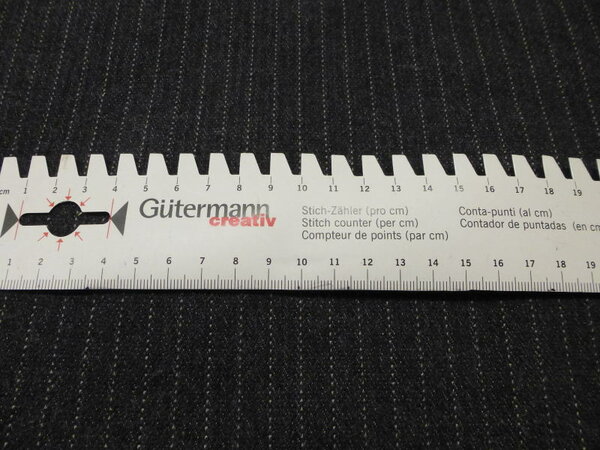 cm 1 2 3 4 5 6 7 8 9 10 11 12 13 14 15 16 17 18 19
Gütermann
creativ
Stich-Zähler (pro cm)
Stitch counter (per cm)
Compteur de points (par cm)
Conta-punti (al cm)
Contador de puntadas (en cm
1 2 3 4 5 6 7 8 9 10 11 12 13 14 15 16 17 18 19